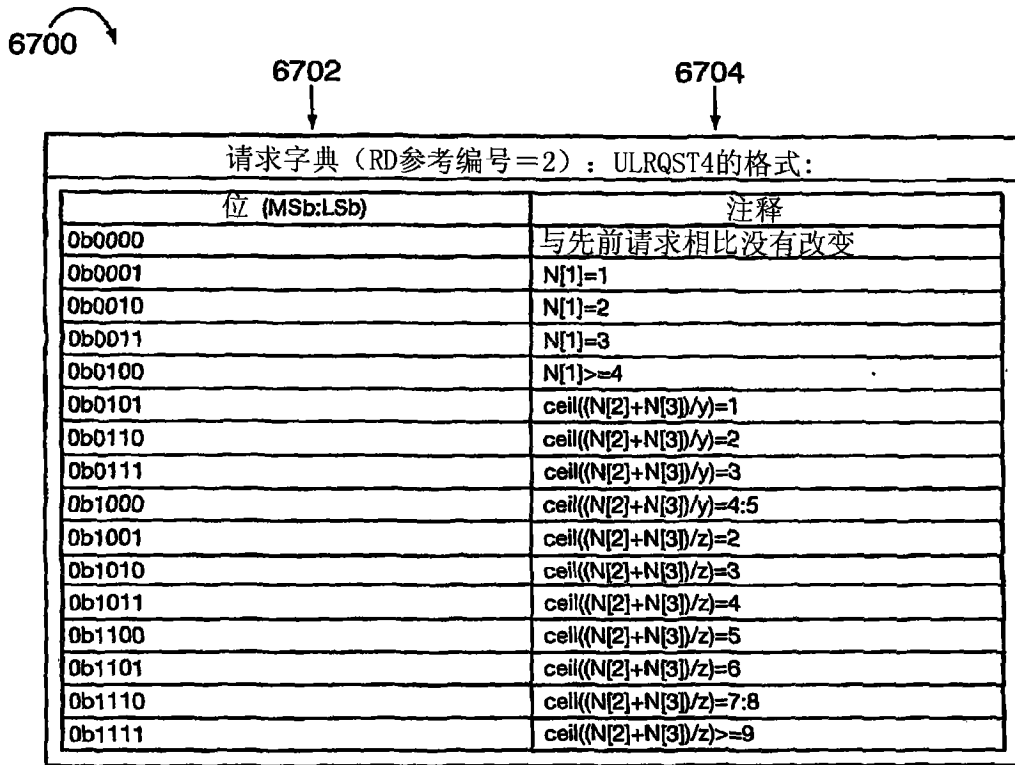 6700
6702 6704
请求字典（RD参考编号＝2）：ULRQST4的格式:
位 (MSb:LSb) 注释
0b0000 与先前请求相比没有改变
0b0001 N[1]=1
0b0010 N[1]=2
0b0011 N[1]=3
0b0100 N[1]>=4
0b0101 ceil((N[2]+N[3])/y)=1
0b0110 ceil((N[2]+N[3])/y)=2
0b0111 ceil((N[2]+N[3])/y)=3
0b1000 ceil((N[2]+N[3])/y)=4:5
0b1001 ceil((N[2]+N[3])/z)=2
0b1010 ceil((N[2]+N[3])/z)=3
0b1011 ceil((N[2]+N[3])/z)=4
0b1100 ceil((N[2]+N[3])/z)=5
0b1101 ceil((N[2]+N[3])/z)=6
0b1110 ceil((N[2]+N[3])/z)=7:8
0b1111 ceil((N[2]+N[3])/z)>=9